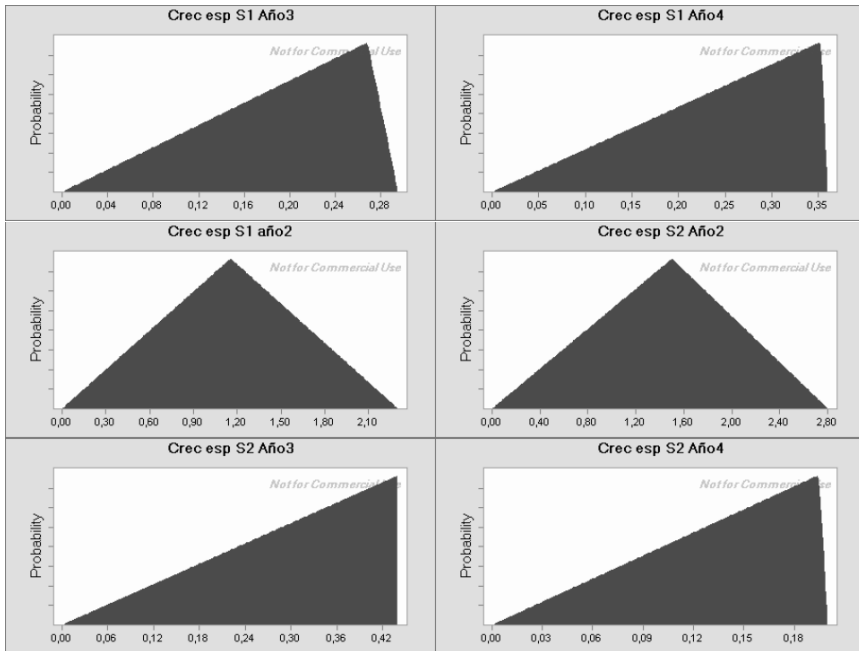 Crec esp S1 Año3
Not for Commercial Use
Probability
0,00 0,04 0,08 0,12 0,16 0,20 0,24 0,28
Crec esp S1 Año4
Not for Commercial Use
Probability
0,00 0,05 0,10 0,15 0,20 0,25 0,30 0,35
Crec esp S1 año2
Not for Commercial Use
Probability
0,00 0,30 0,60 0,90 1,20 1,50 1,80 2,10
Crec esp S2 Año2
Not for Commercial Use
Probability
0,00 0,40 0,80 1,20 1,60 2,00 2,40 2,80
Crec esp S2 Año3
Not for Commercial Use
Probability
0,00 0,06 0,12 0,18 0,24 0,30 0,36 0,42
Crec esp S2 Año4
Not for Commercial Use
Probability
0,00 0,03 0,06 0,09 0,12 0,15 0,18